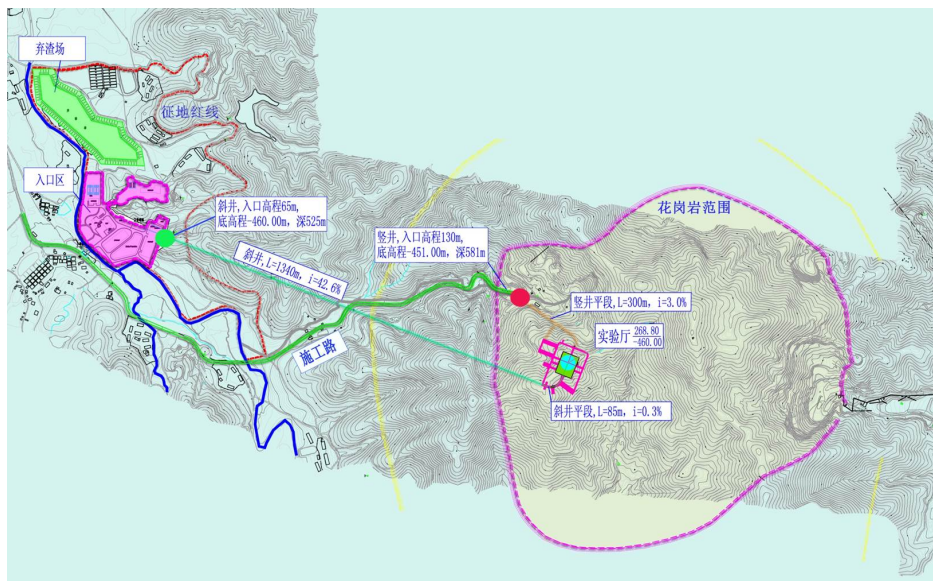 弃渣场
征地红线
入口区
斜井,入口高程65m,
底高程-460.00m，深525m
花岗岩范围
竖井,入口高程130m,
底高程-451.00m,深581m
斜井,L=1340m，i=42.6%
竖井平段,L=300m，i=3.0%
实验厅 268.80
-460.00
施工路
斜井平段,L=85m，i=0.3%